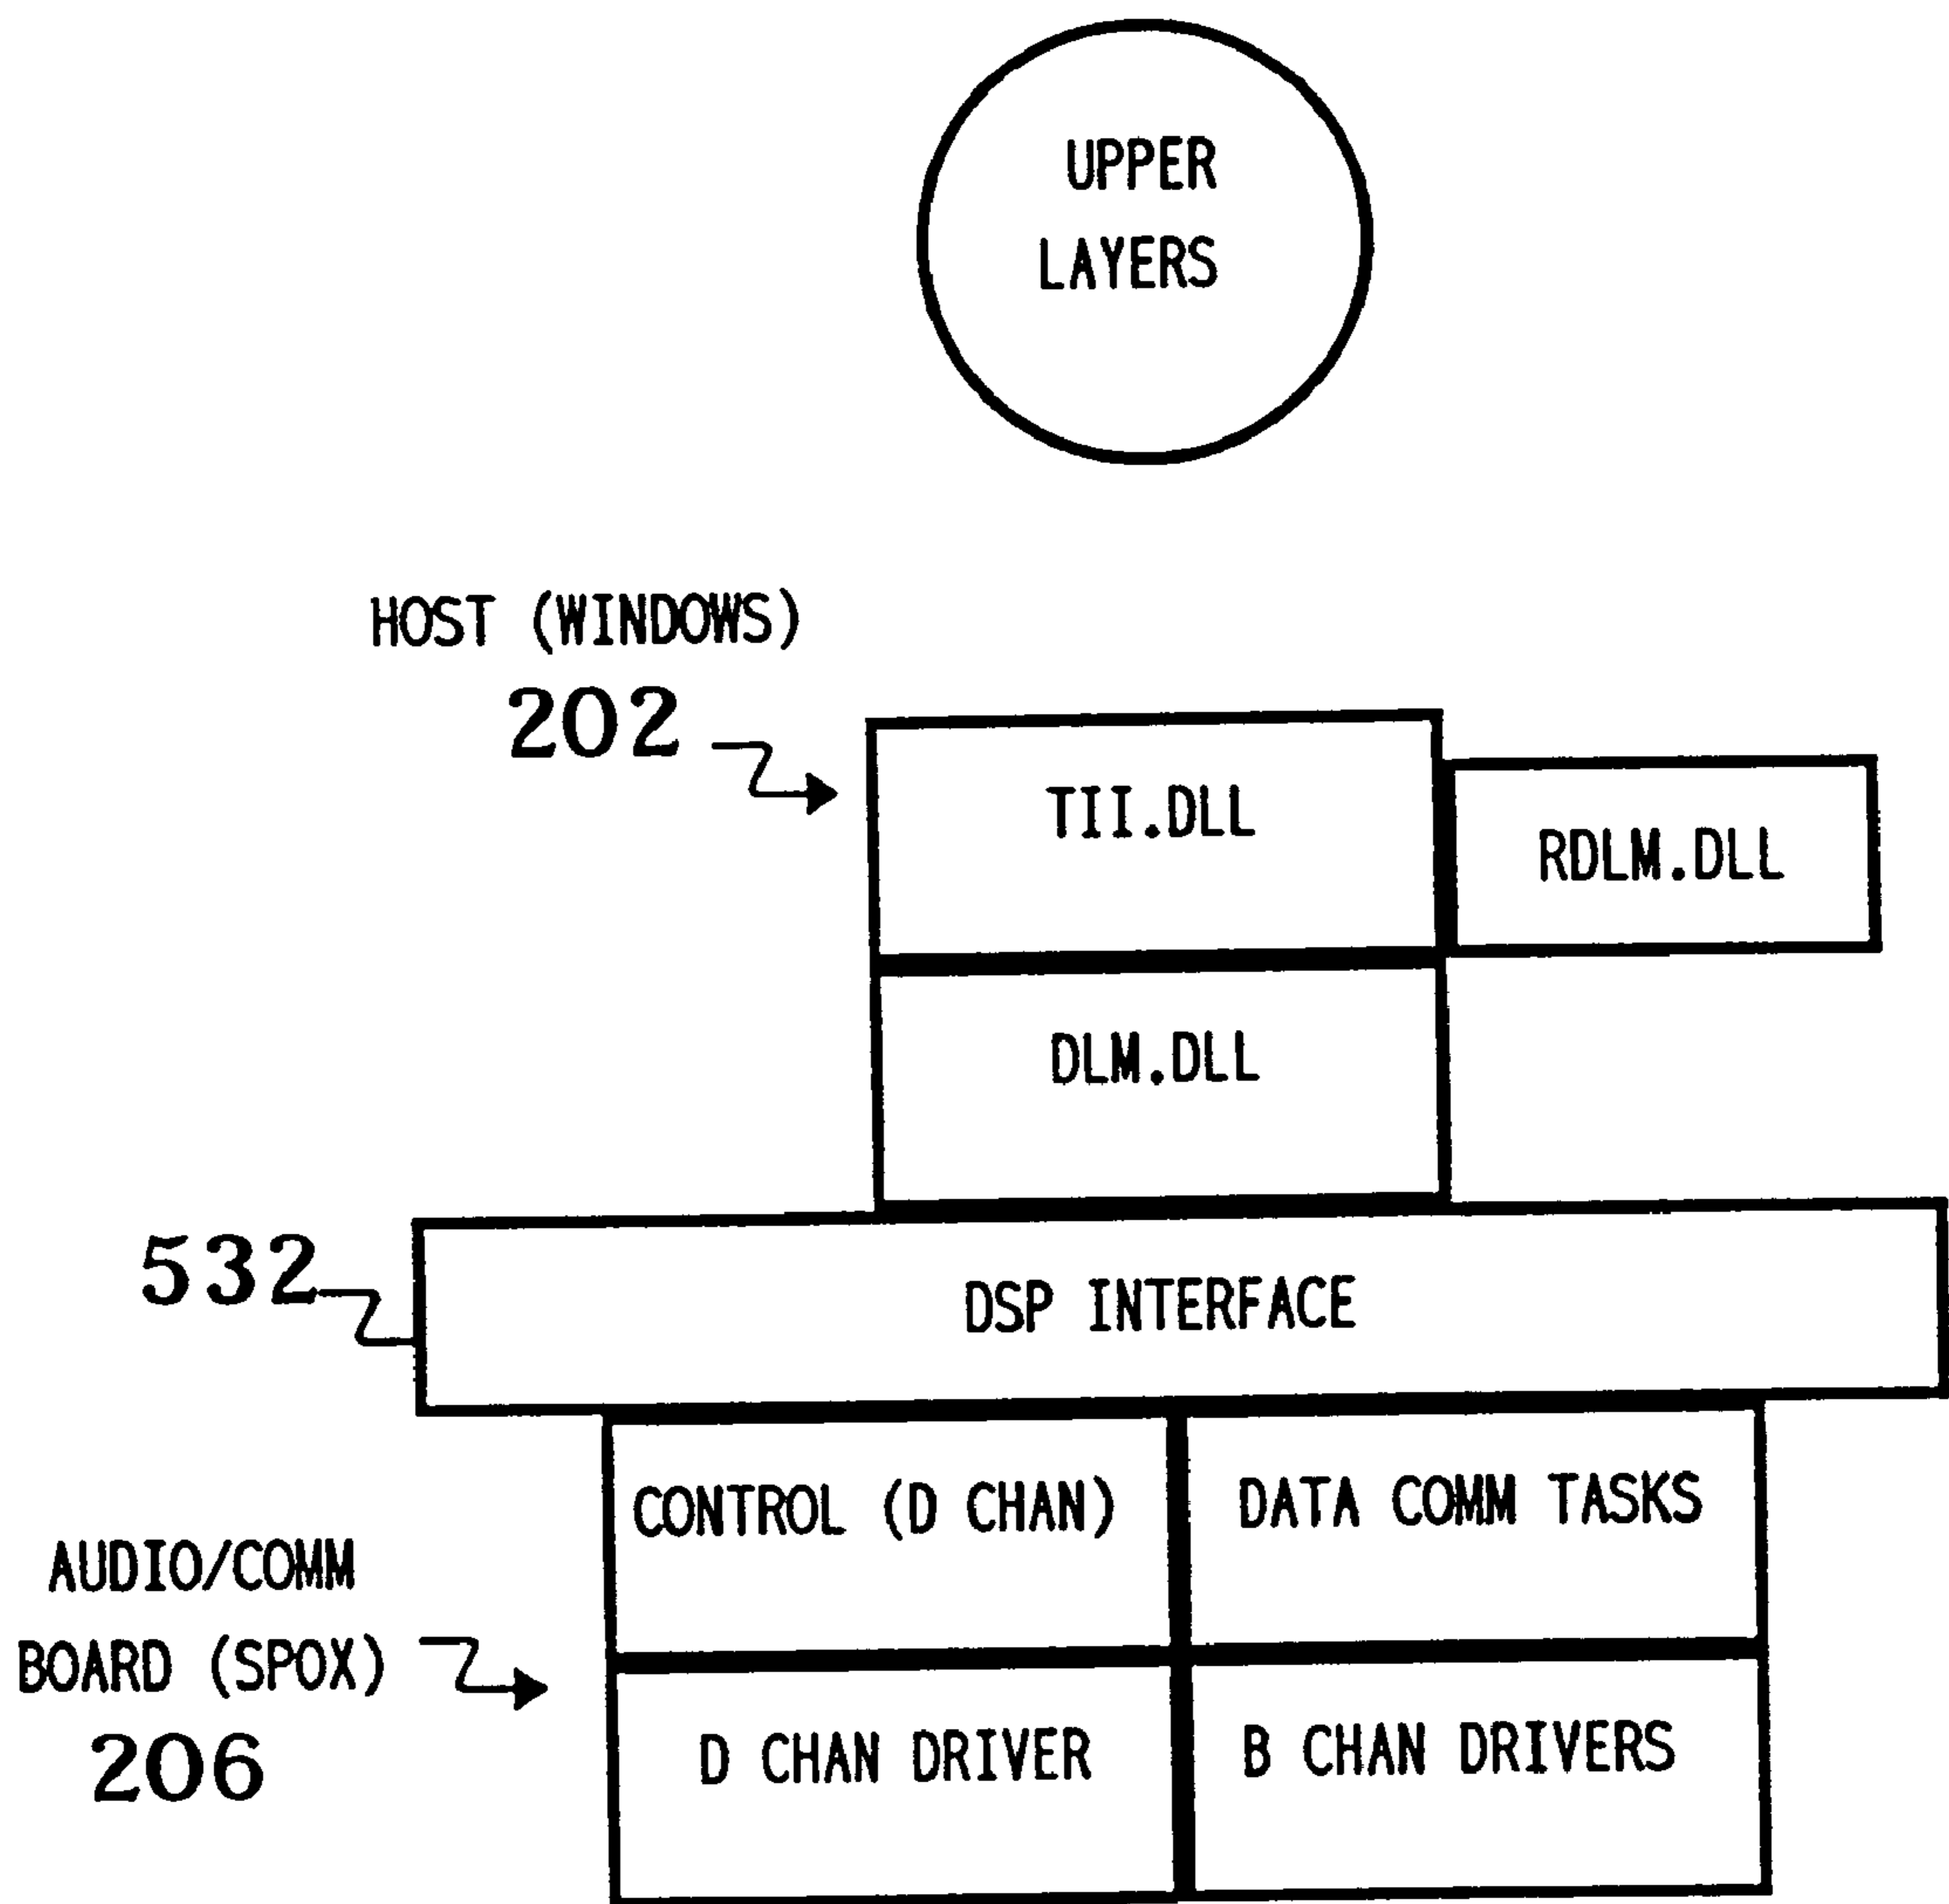 UPPER
LAYERS
HOST (WINDOWS)
202
TII.DLL
RDLM.DLL
DLM.DLL
532
DSP INTERFACE
CONTROL (D CHAN)
DATA COMM TASKS
AUDIO/COMM
BOARD (SPOX)
206
D CHAN DRIVER
B CHAN DRIVERS